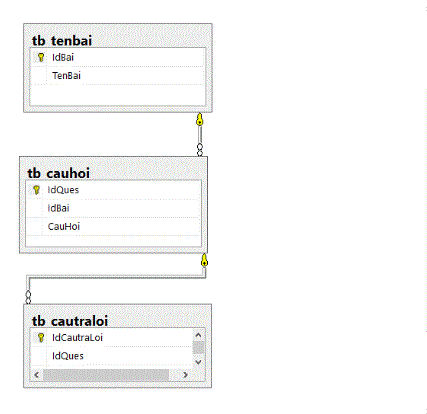 tb_tenbai
IdBai
TenBai
tb_cauhoi
IdQues
IdBai
CauHoi
tb_cautraloi
IdCautraLoi
IdQues